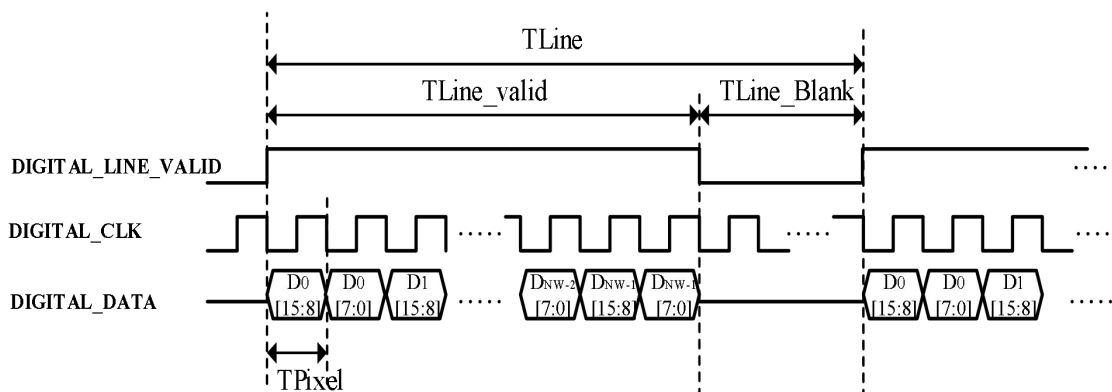 TLine
TLine_valid
TLine_Blank
DIGITAL_LINE_VALID
.....
DIGITAL_CLK
.....
.....
.....
DIGITAL_DATA
D0 [15:8]
D0 [7:0]
D1 [15:8]
.....
DNW-2 [7:0]
DNW-1 [15:8]
DNW-1 [7:0]
D0 [15:8]
D0 [7:0]
D1 [15:8]
.....
TPixel